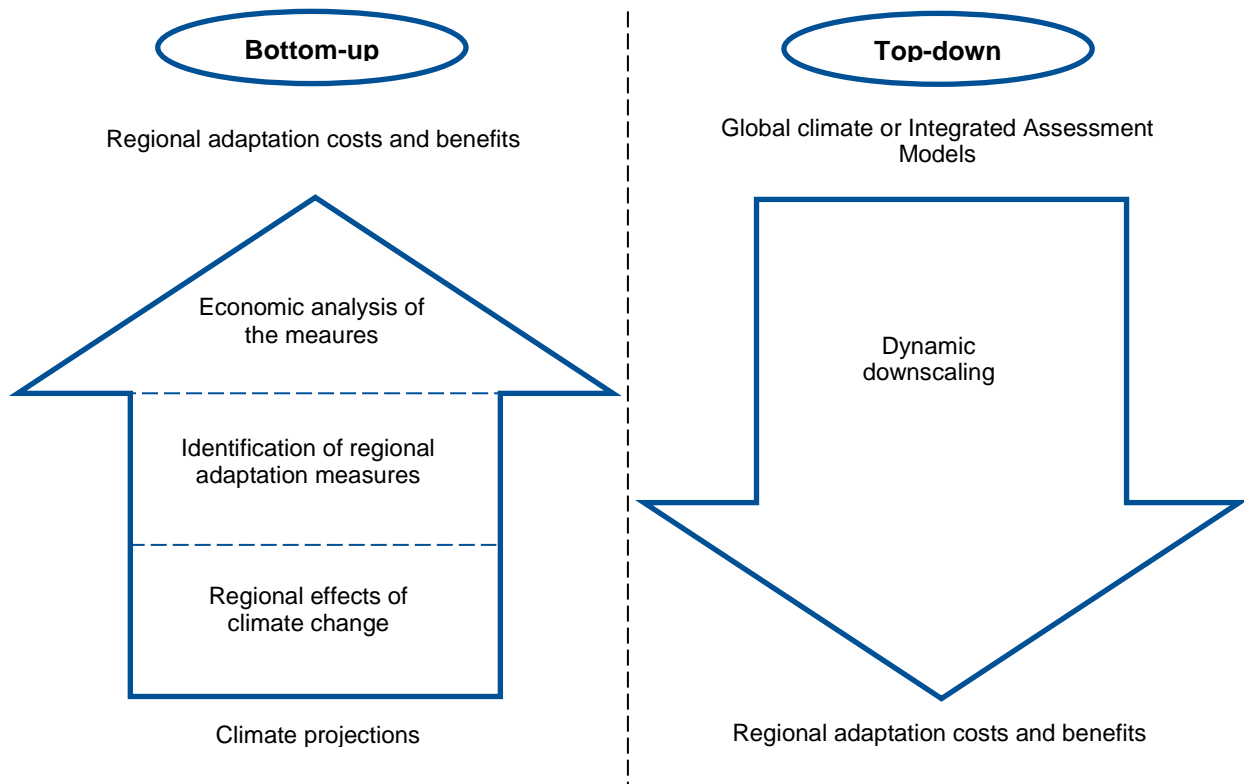 Bottom-up
Regional adaptation costs and benefits
Economic analysis of
the meaures
Identification of regional
adaptation measures
Regional effects of
climate change
Climate projections
Top-down
Global climate or Integrated Assessment
Models
Dynamic
downscaling
Regional adaptation costs and benefits